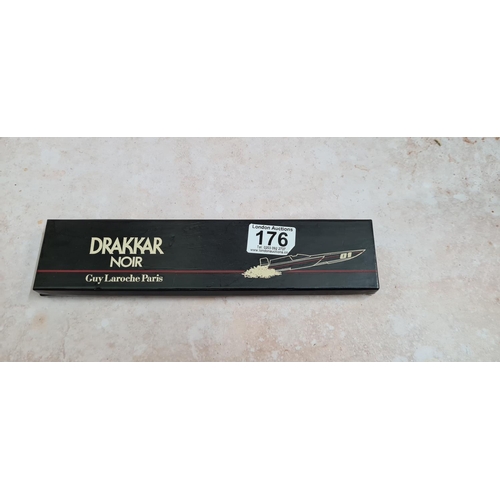 DRAKKAR
NOIR
Guy Laroche Paris
London Auctions
176
01